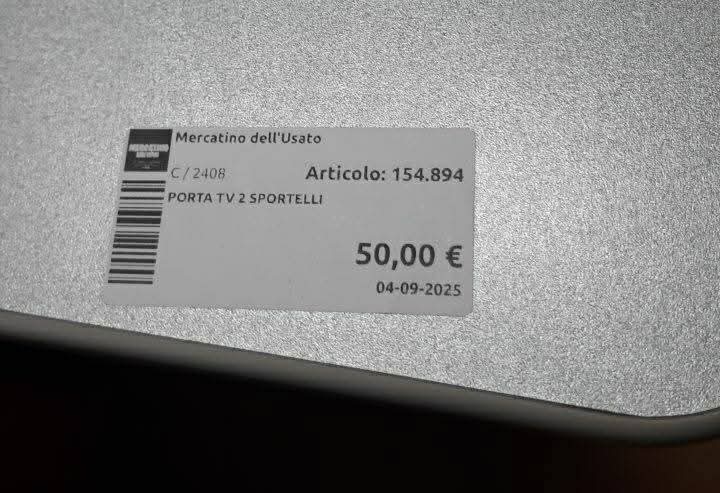 Mercatino dell'Usato
C / 2408
Articolo: 154.894
PORTA TV 2 SPORTELLI
50,00 €
04-09-2025